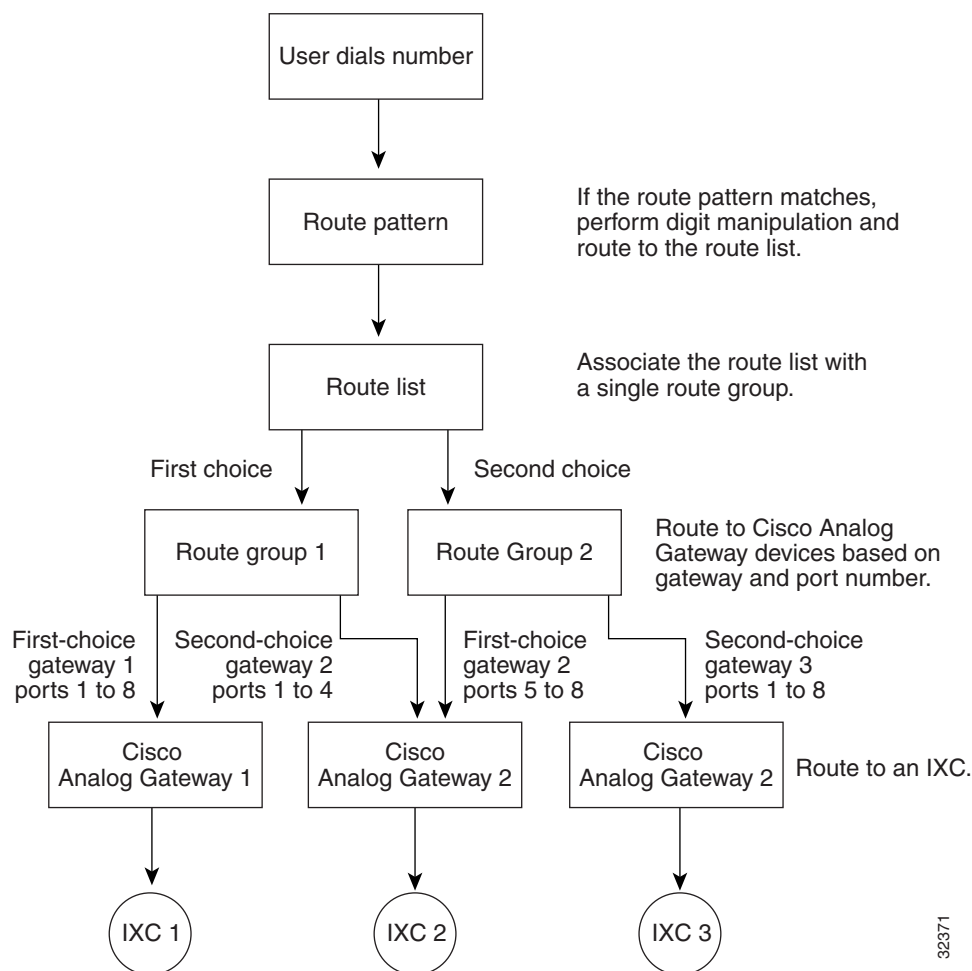 User dials number
Route pattern
If the route pattern matches,
perform digit manipulation and
route to the route list.
Route list
Associate the route list with
a single route group.
First choice
Second choice
Route group 1
Route Group 2
Route to Cisco Analog
Gateway devices based on
gateway and port number.
First-choice
gateway 1
ports 1 to 8
Second-choice
gateway 2
ports 1 to 4
First-choice
gateway 2
ports 5 to 8
Second-choice
gateway 3
ports 1 to 8
Cisco
Analog Gateway 1
Cisco
Analog Gateway 2
Cisco
Analog Gateway 2
Route to an IXC.
IXC 1
IXC 2
IXC 3
32371